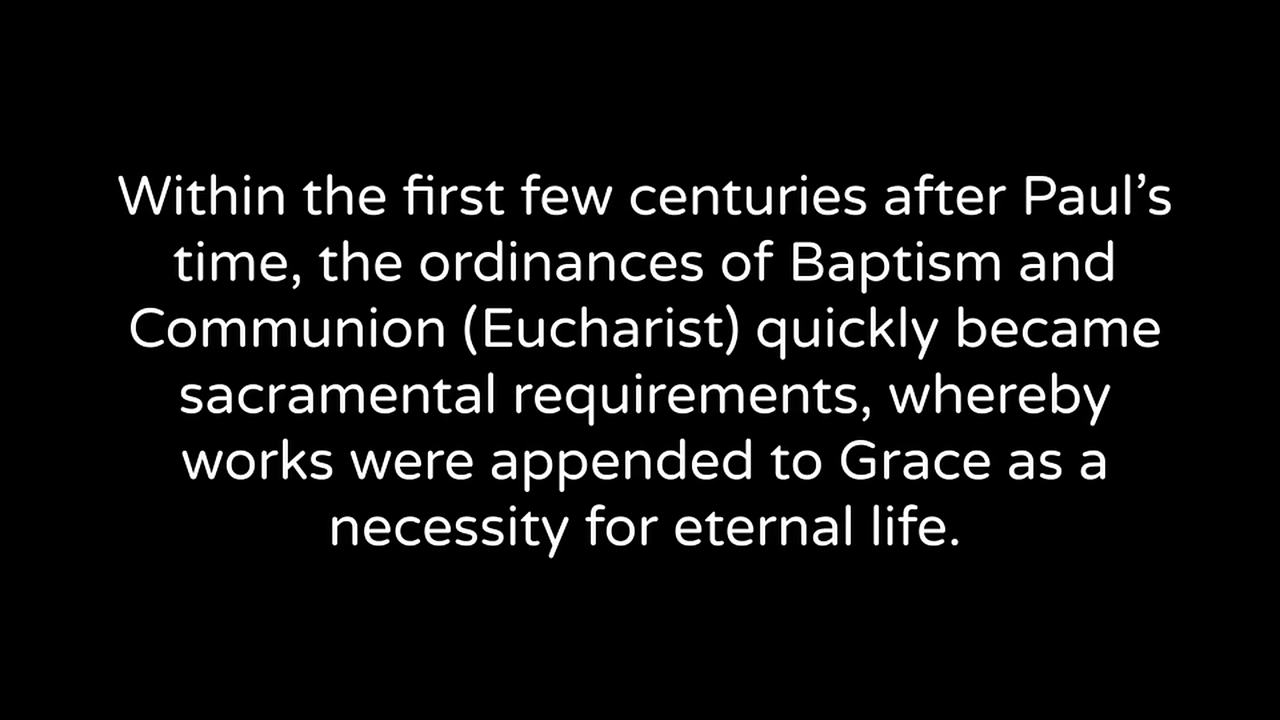 Within the first few centuries after Paul’s
time, the ordinances of Baptism and
Communion (Eucharist) quickly became
sacramental requirements, whereby
works were appended to Grace as a
necessity for eternal life.